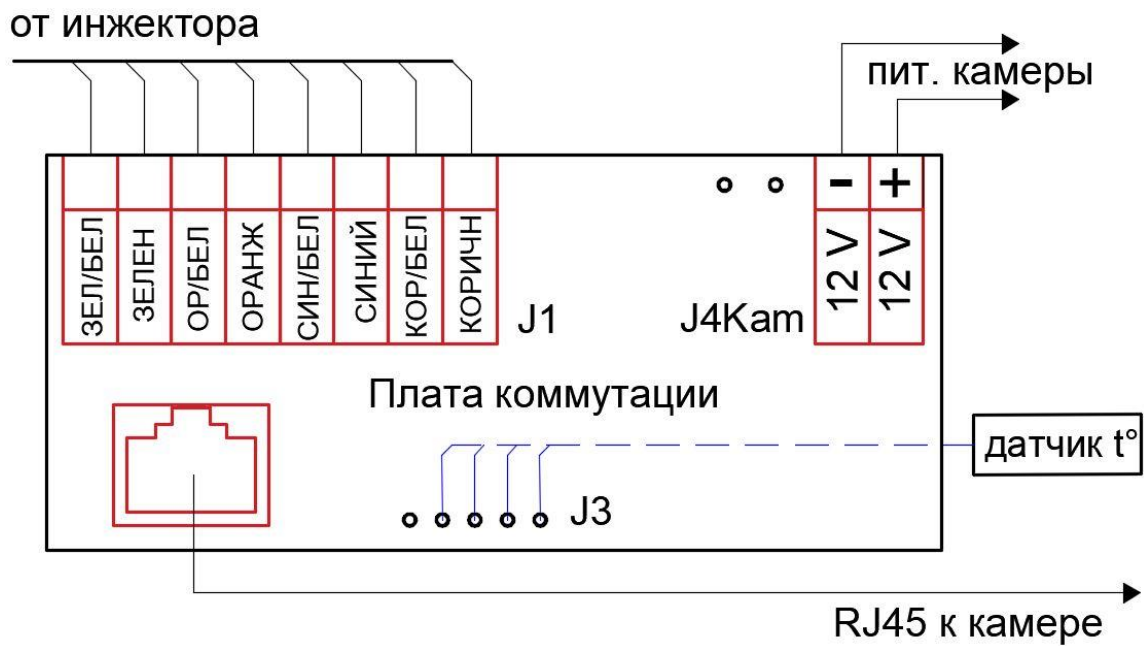 от инжектора
пит. камеры
- +
ЗЕЛ/БЕЛ
ЗЕЛЕН
ОР/БЕЛ
ОРАНЖ
СИН/БЕЛ
СИНИЙ
КОР/БЕЛ
КОРИЧН
J1
J4Kam
12 V
12 V
Плата коммутации
датчик t°
J3
RJ45 к камере